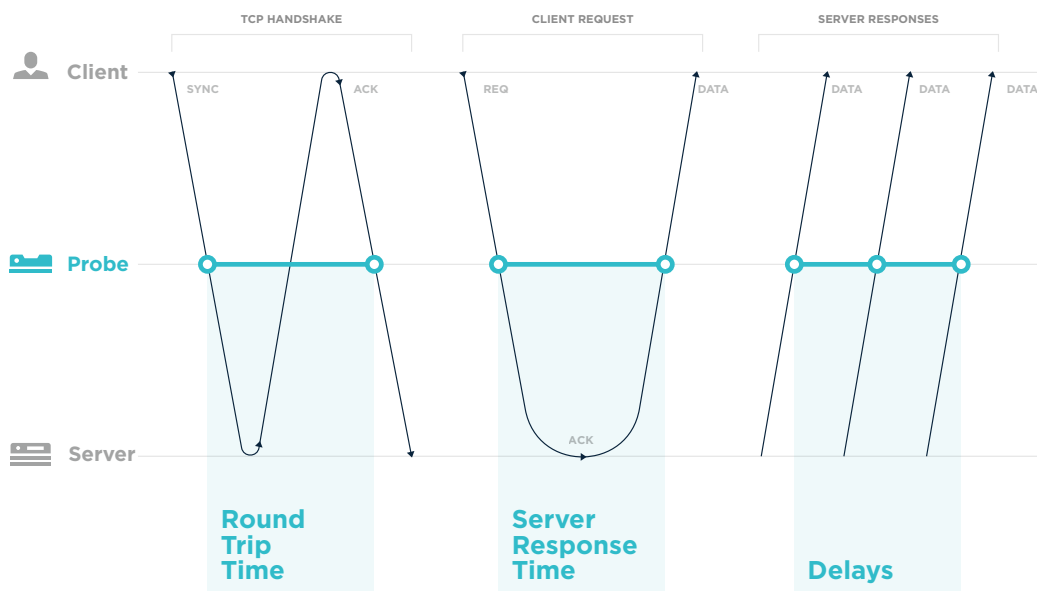 TCP HANDSHAKE
CLIENT REQUEST
SERVER RESPONSES
Client
SYNC
ACK
REQ
DATA
DATA
DATA
DATA
Probe
Server
ACK
Round
Trip
Time
Server
Response
Time
Delays